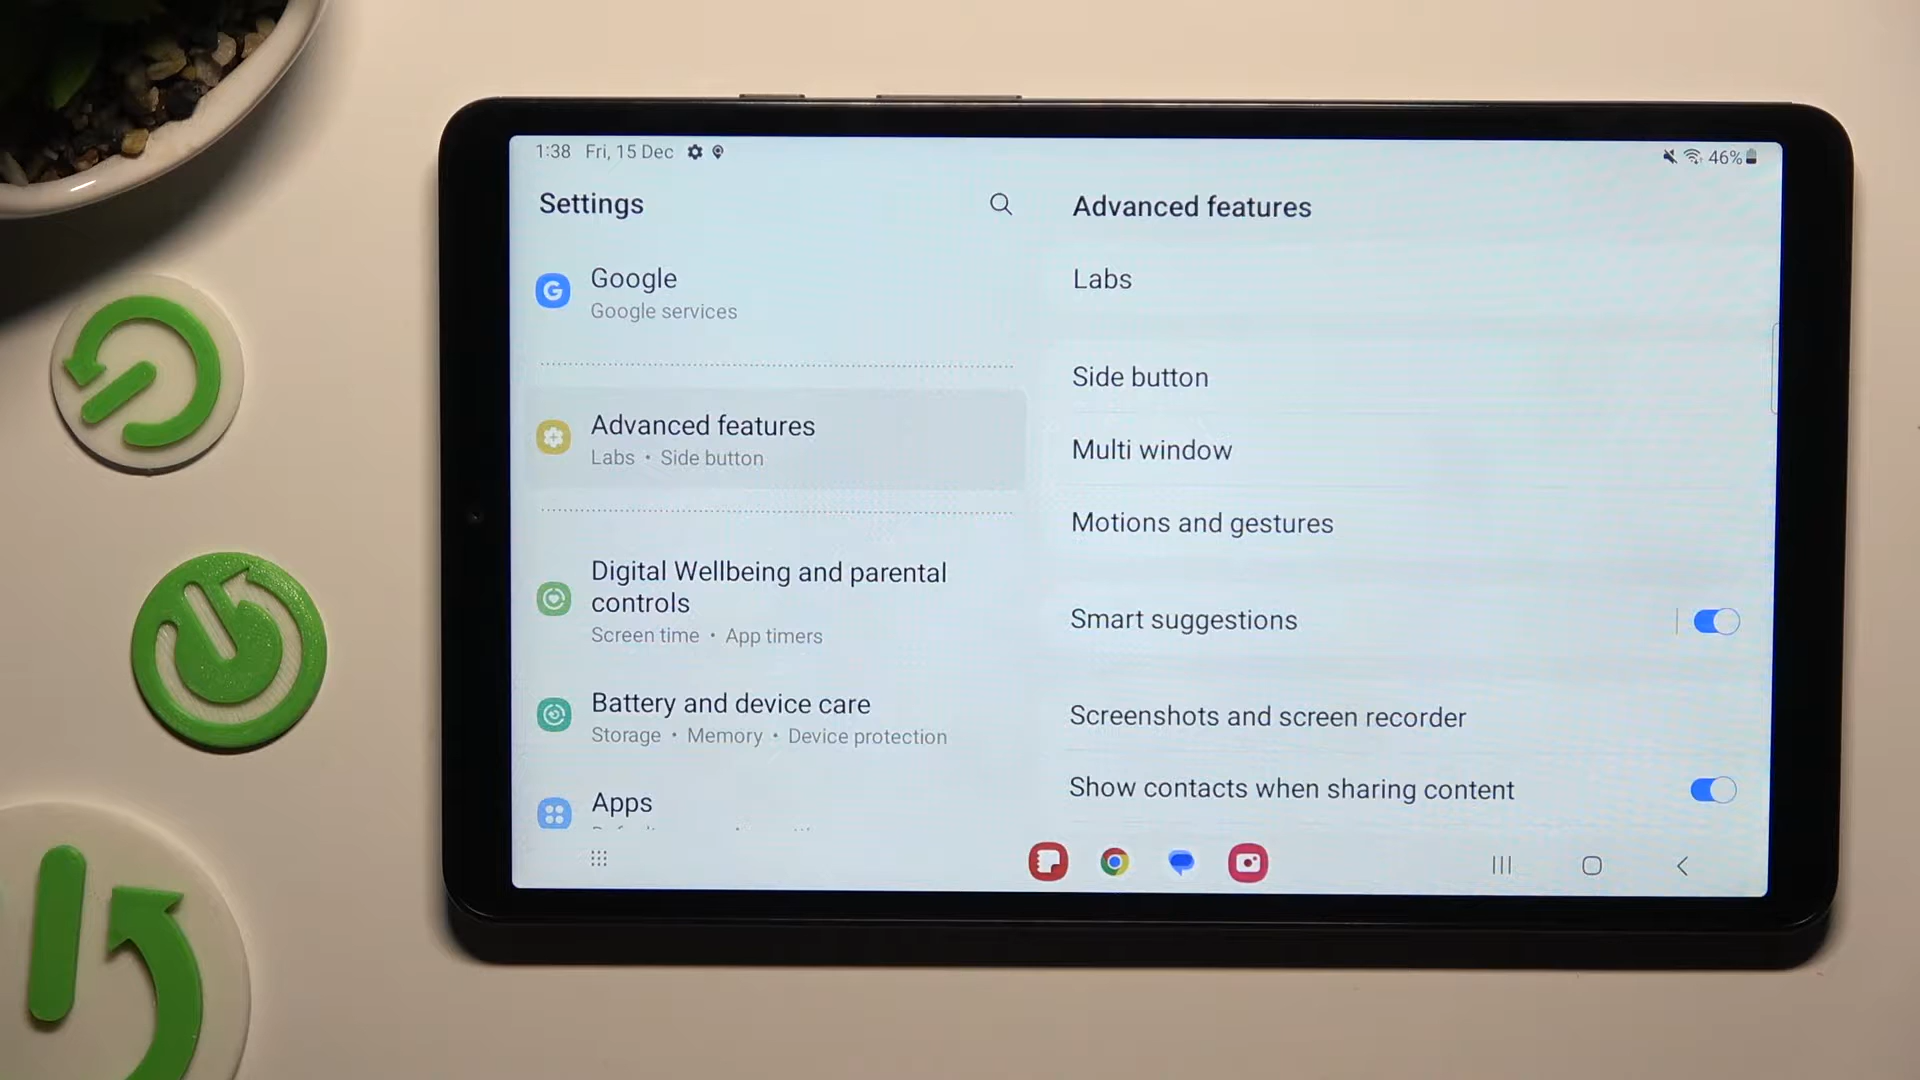 1:38 Fri, 15 Dec
46%
Settings
Google
Google services
Advanced features
Labs • Side button
Digital Wellbeing and parental
controls
Screen time • App timers
Battery and device care
Storage • Memory • Device protection
Apps
Advanced features
Labs
Side button
Multi window
Motions and gestures
Smart suggestions
Screenshots and screen recorder
Show contacts when sharing content